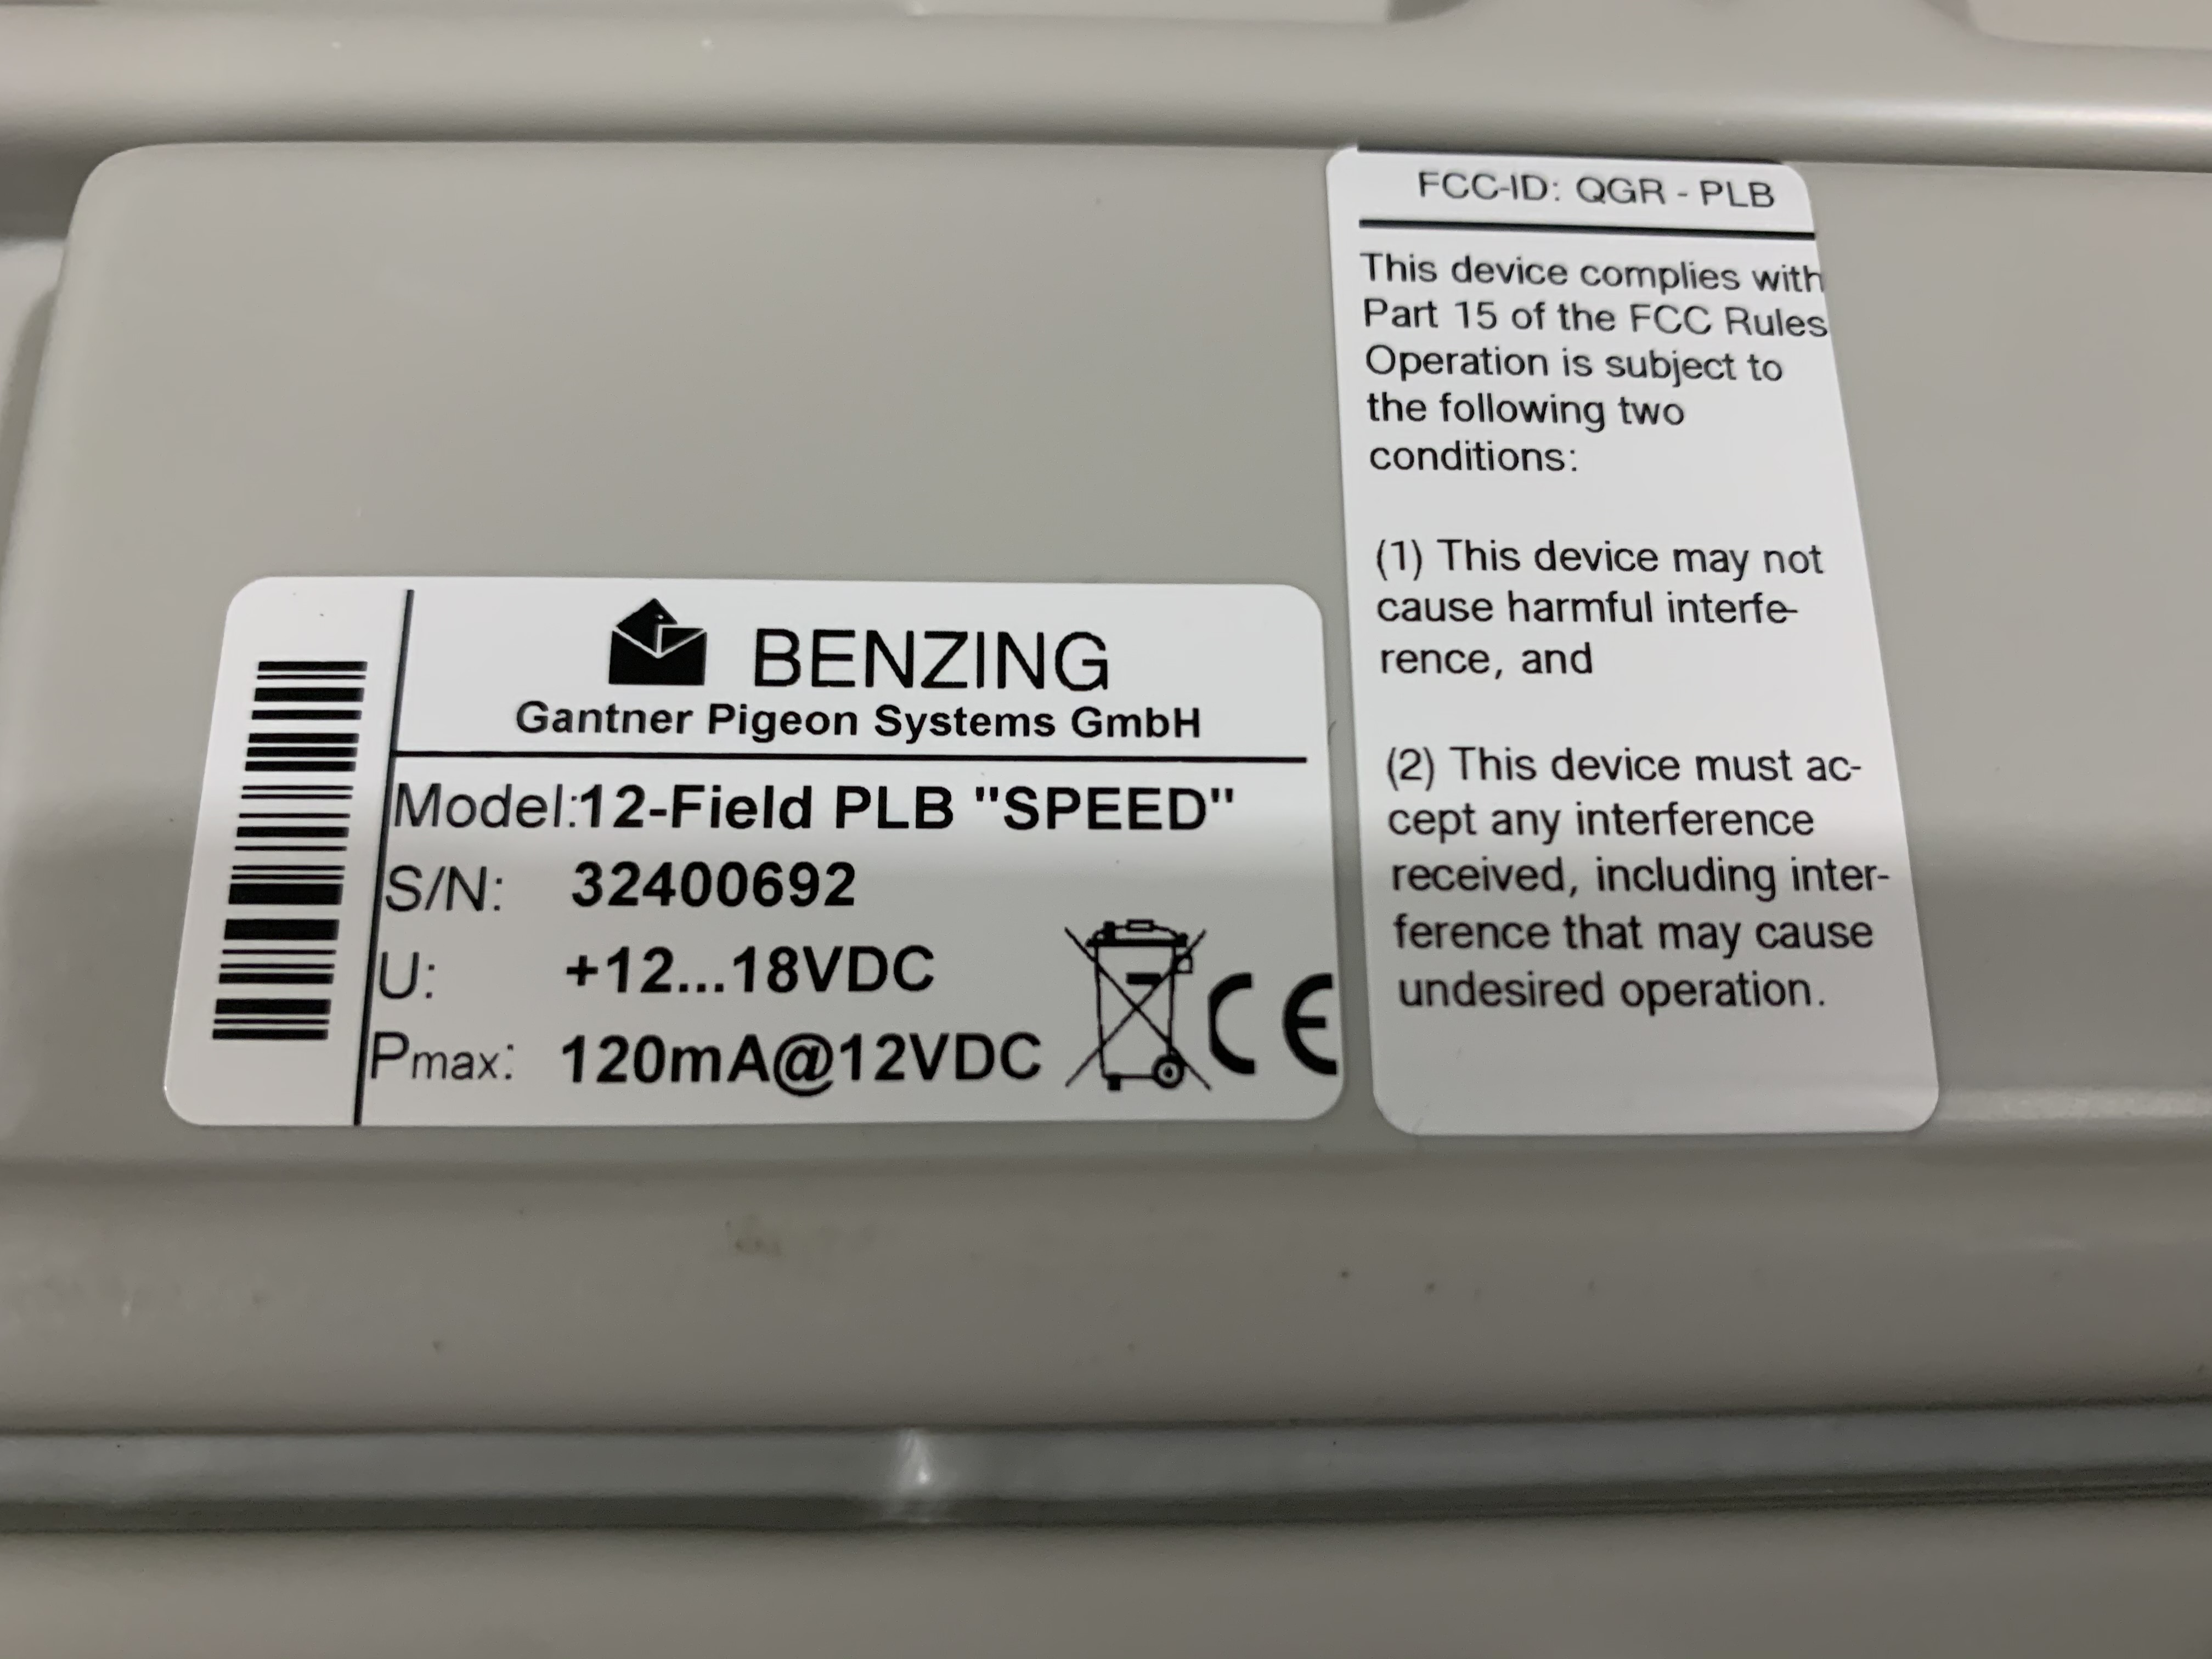 BENZING
Gantner Pigeon Systems GmbH
Model:12-Field PLB "SPEED"
S/N: 32400692
U: +12...18VDC
Pmax: 120mA@12VDC
CE
FCC-ID: QGR - PLB
This device complies with
Part 15 of the FCC Rules
Operation is subject to
the following two
conditions:
(1) This device may not
cause harmful interfe-
rence, and
(2) This device must ac-
cept any interference
received, including inter-
ference that may cause
undesired operation.